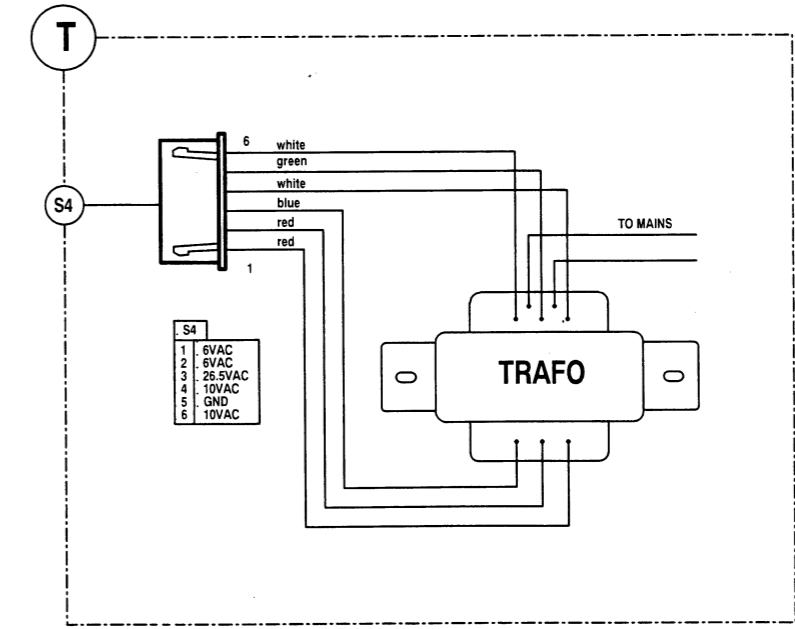 T
6
white
green
S4
white
blue
red
red
1
TO MAINS
S4
1 6VAC
2 6VAC
3 26.5VAC
4 10VAC
5 GND
6 10VAC
TRAFO